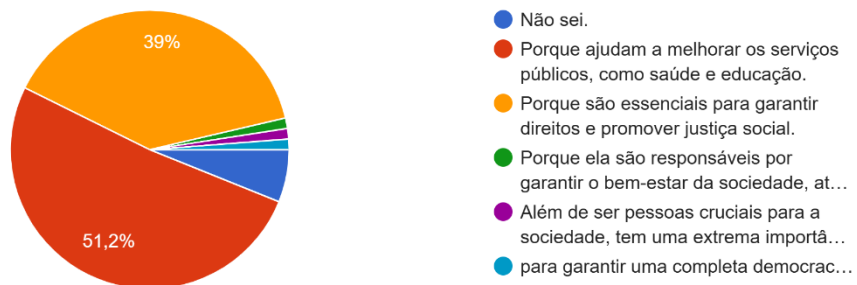 39%
51,2%
Não sei.
Porque ajudam a melhorar os serviços
públicos, como saúde e educação.
Porque são essenciais para garantir
direitos e promover justiça social.
Porque ela são responsáveis por
garantir o bem-estar da sociedade, at…
Além de ser pessoas cruciais para a
sociedade, tem uma extrema importâ…
para garantir uma completa democrac…